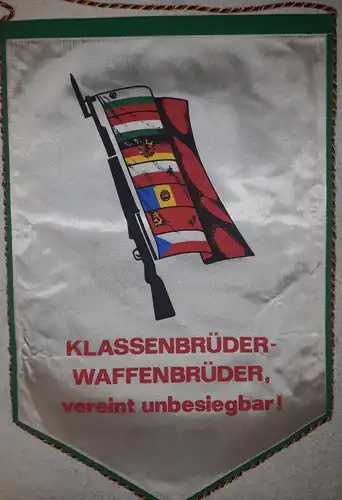 KLASSENBRÜDER-
WAFFENBRÜDER,
vereint unbesiegbar!